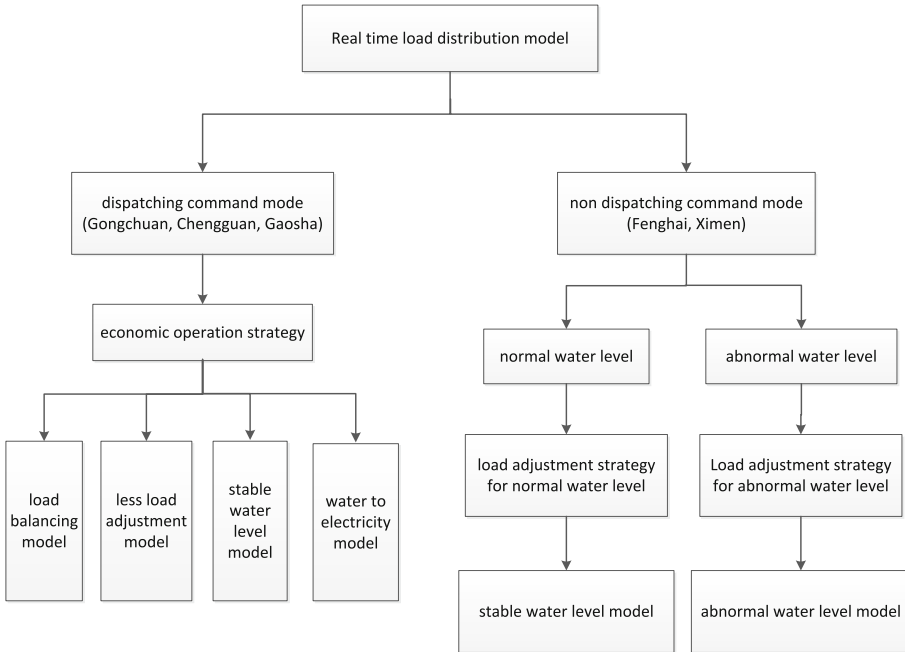 Real time load distribution model
dispatching command mode
(Gongchuan, Chengguan, Gaosha)
non dispatching command mode
(Fenghai, Ximen)
economic operation strategy
normal water level
abnormal water level
load
balancing
model
less load
adjustment
model
stable
water
level
model
water to
electricity
model
load adjustment strategy
for normal water level
Load adjustment strategy
for abnormal water level
stable water level model
abnormal water level model